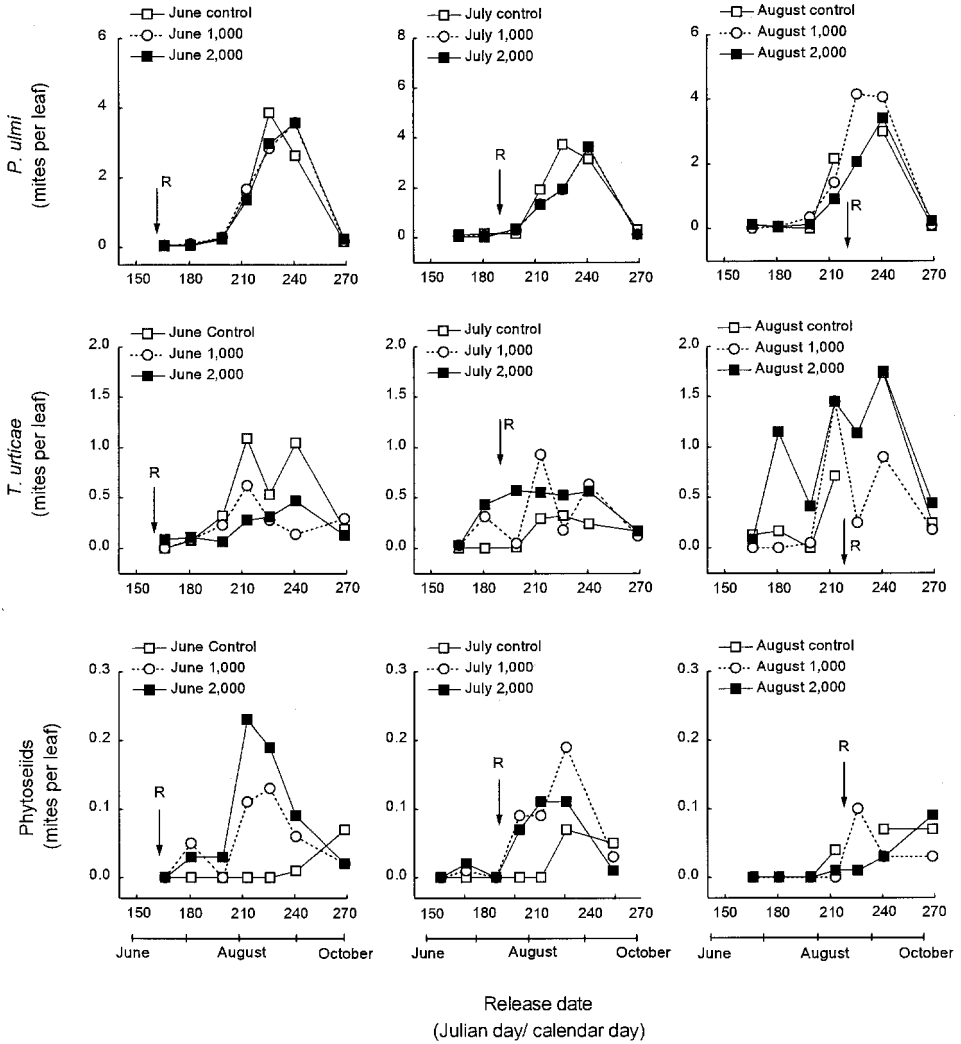 June control
June 1,000
June 2,000
6
4
2
0
P. ulmi
(mites per leaf)
R
150 180 210 240 270
July control
July 1,000
July 2,000
8
6
4
2
0
R
150 180 210 240 270
August control
August 1,000
August 2,000
6
4
2
0
R
150 180 210 240 270
June Control
June 1,000
June 2,000
2.0
1.5
1.0
0.5
0.0
T. urticae
(mites per leaf)
R
150 180 210 240 270
July control
July 1,000
July 2,000
2.0
1.5
1.0
0.5
0.0
R
150 180 210 240 270
August control
August 1,000
August 2,000
2.0
1.5
1.0
0.5
0.0
R
150 180 210 240 270
June Control
June 1,000
June 2,000
0.3
0.2
0.1
0.0
Phytoseiids
(mites per leaf)
R
150 180 210 240 270
June August October
July control
July 1,000
July 2,000
0.3
0.2
0.1
0.0
R
150 180 210 240 270
June August October
August control
August 1,000
August 2,000
0.3
0.2
0.1
0.0
R
150 180 210 240 270
June August October
Release date
(Julian day/ calendar day)